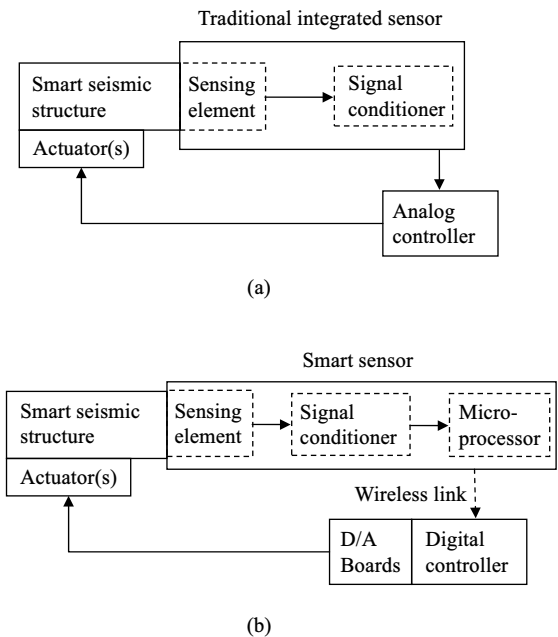 Traditional integrated sensor
Smart seismic
structure
Sensing
element
Signal
conditioner
Actuator(s)
Analog
controller
(a)
Smart sensor
Smart seismic
structure
Sensing
element
Signal
conditioner
Micro-
processor
Actuator(s)
Wireless link
D/A
Boards
Digital
controller
(b)